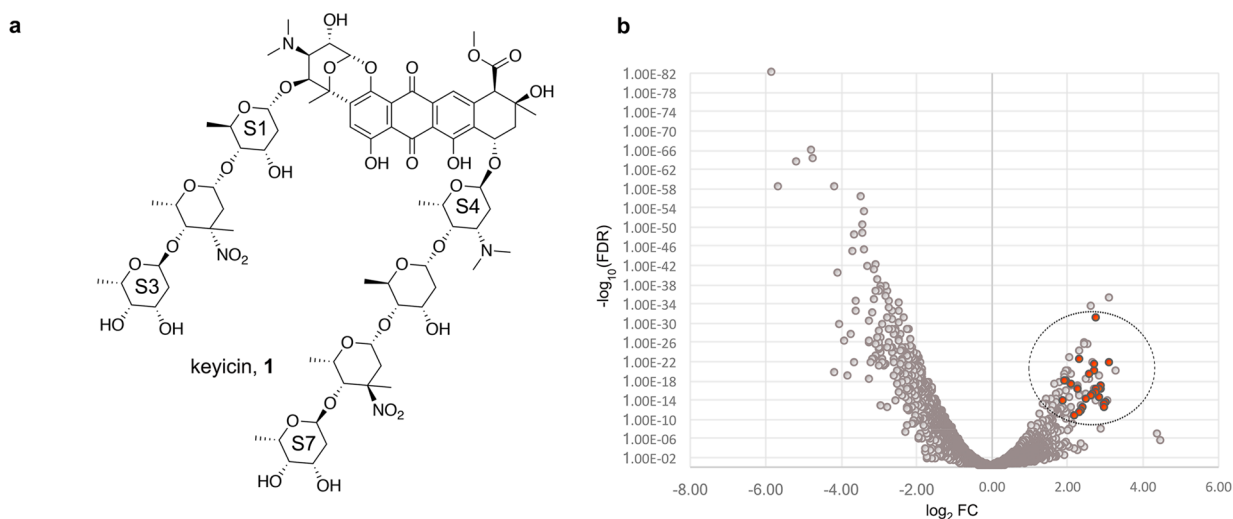 a
OH
N
O
O
O
O
O
OH
O
O
S1
O
OH
O
OH
O
OH
O
O
O
S4
O
N
O
NO2
O
O
S3
HO
OH
O
O
OH
O
keyicin, 1
O
O
NO2
O
S7
HO
OH
b
1.00E-82
1.00E-78
1.00E-74
1.00E-70
1.00E-66
1.00E-62
1.00E-58
1.00E-54
1.00E-50
1.00E-46
1.00E-42
1.00E-38
1.00E-34
1.00E-30
1.00E-26
1.00E-22
1.00E-18
1.00E-14
1.00E-10
1.00E-06
1.00E-02
-log10(FDR)
-8.00 -6.00 -4.00 -2.00 0.00 2.00 4.00 6.00
log2 FC